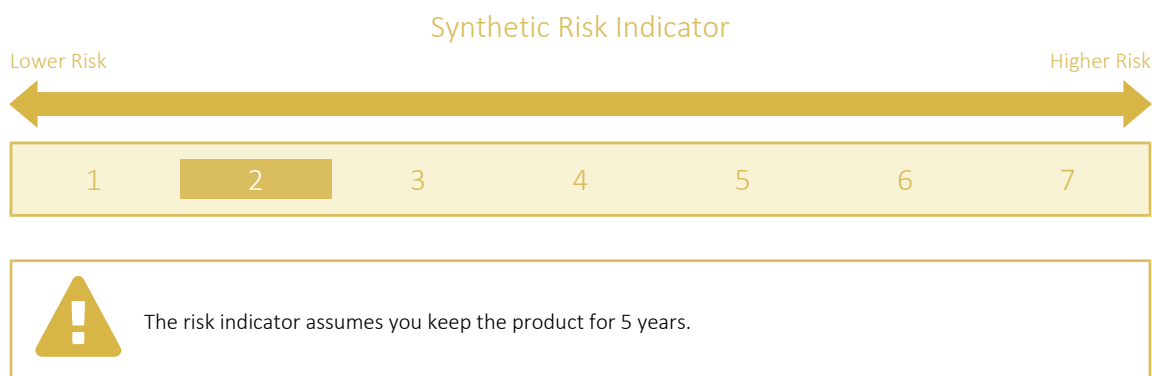 Synthetic Risk Indicator
Lower Risk Higher Risk
1 2 3 4 5 6 7
The risk indicator assumes you keep the product for 5 years.